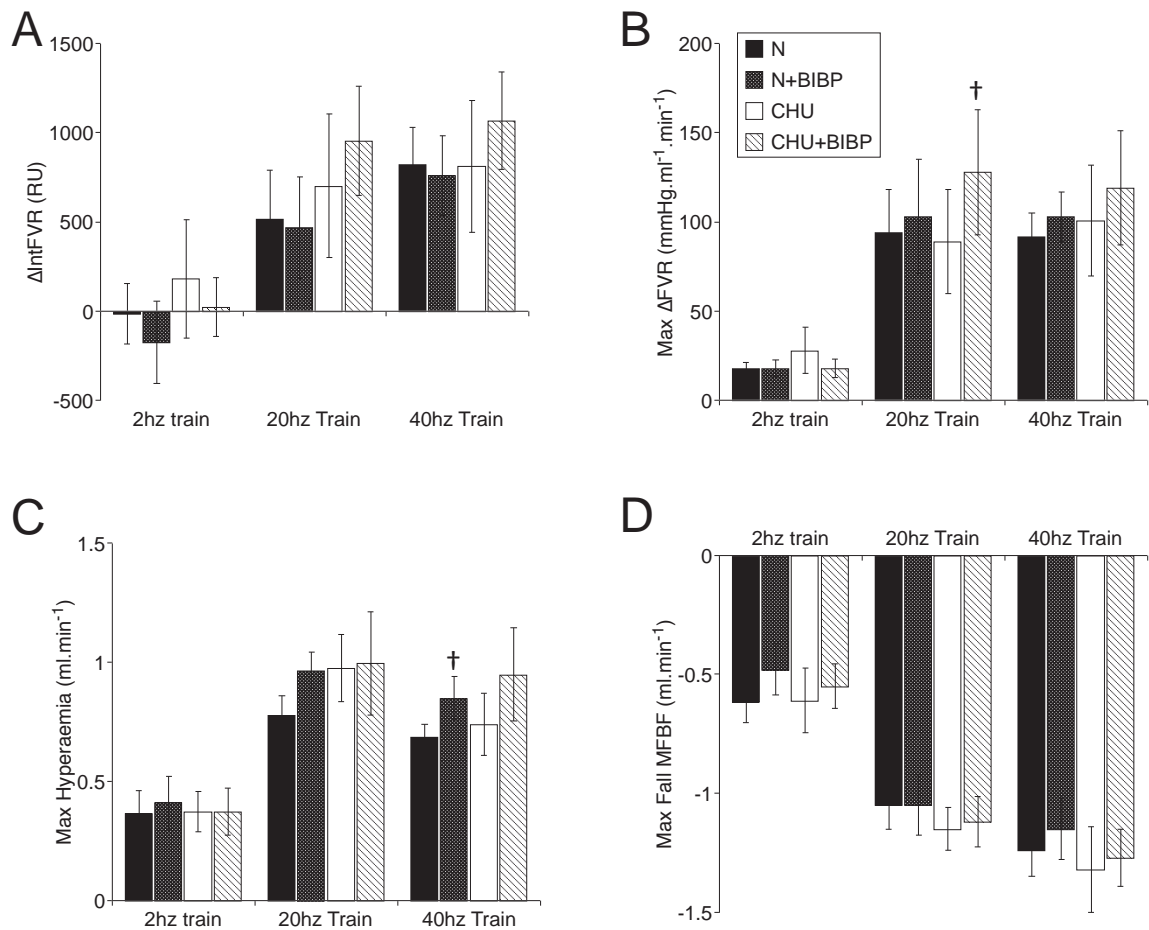 A
1500
1000
500
0
-500
ΔIntFVR (RU)
2hz train 20hz Train 40hz Train
B
200
150
100
50
0
Max ΔFVR (mmHg.ml-1.min-1)
N
N+BIBP
CHU
CHU+BIBP
†
2hz train 20hz Train 40hz Train
C
1.5
1
0.5
0
Max Hyperaemia (ml.min-1)
†
2hz train 20hz Train 40hz Train
D
2hz train 20hz Train 40hz Train
0
-0.5
-1
-1.5
Max Fall MFBF (ml.min-1)